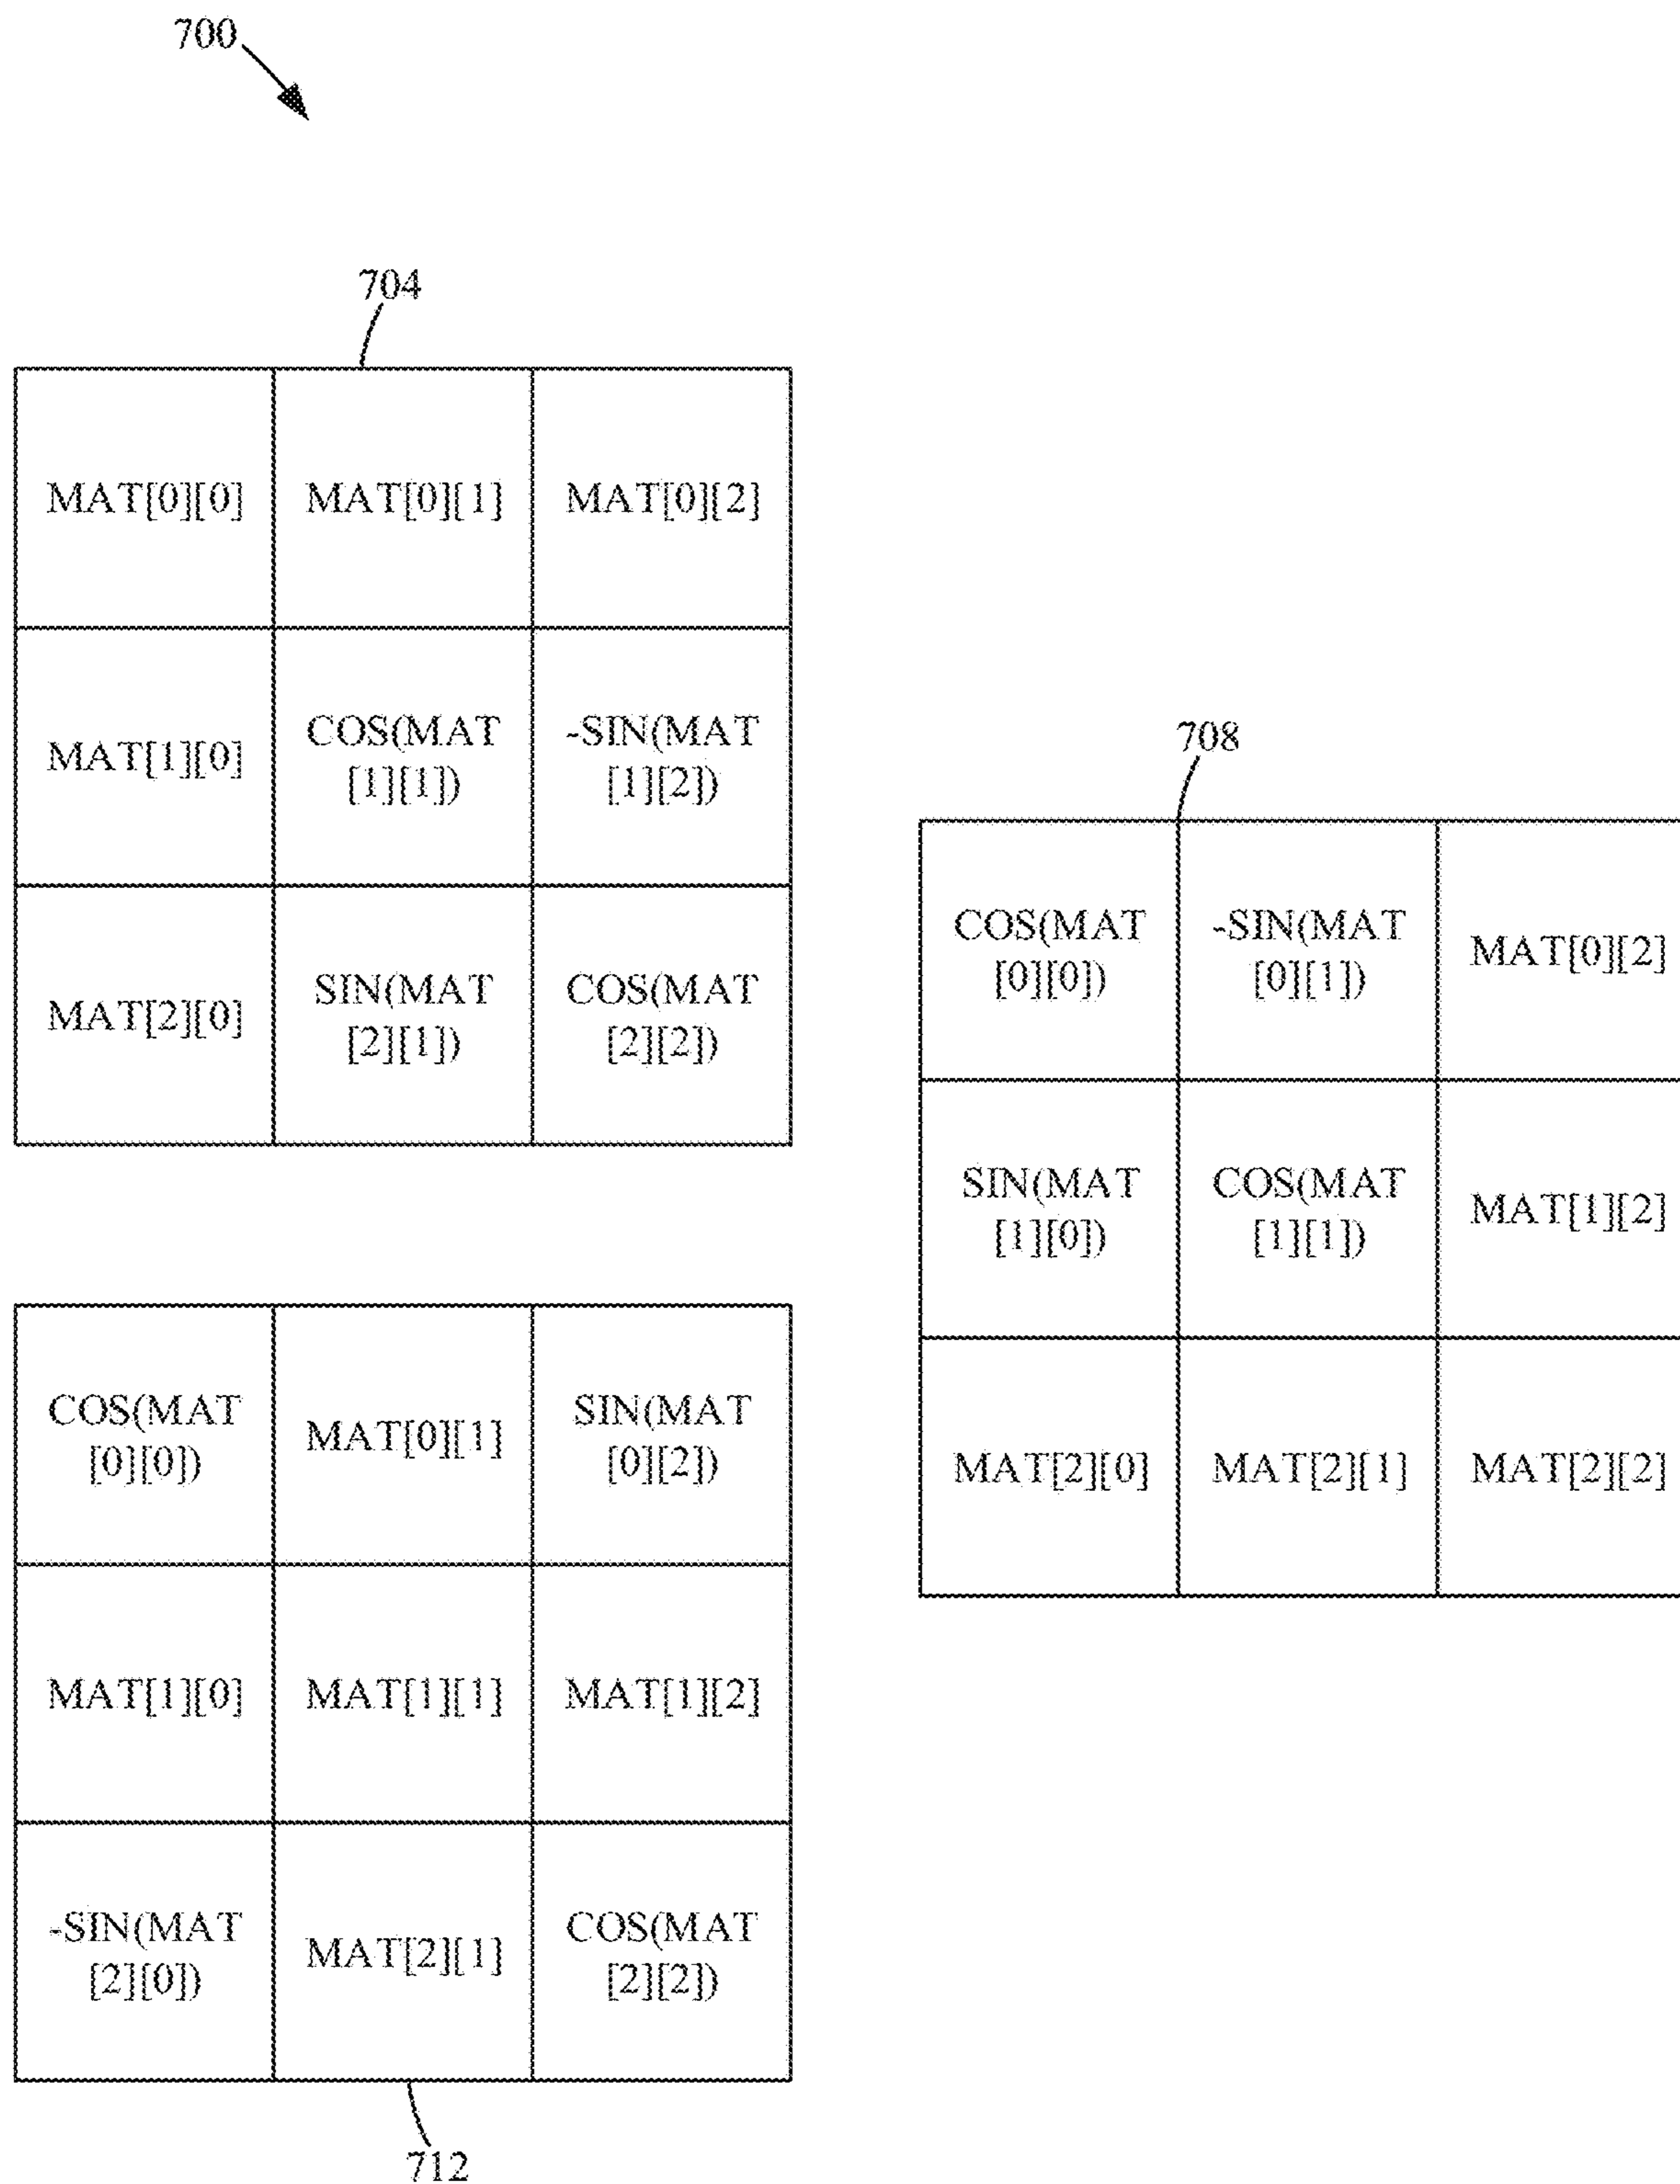 700
704
MAT[0][0] MAT[0][1] MAT[0][2]
MAT[1][0]
COS(MAT
[1][1])
-SIN(MAT
[1][2])
MAT[2][0]
SIN(MAT
[2][1])
COS(MAT
[2][2])
708
COS(MAT
[0][0])
-SIN(MAT
[0][1])
MAT[0][2]
SIN(MAT
[1][0])
COS(MAT
[1][1])
MAT[1][2]
MAT[2][0] MAT[2][1] MAT[2][2]
COS(MAT
[0][0])
MAT[0][1]
SIN(MAT
[0][2])
MAT[1][0] MAT[1][1] MAT[1][2]
-SIN(MAT
[2][0])
MAT[2][1]
COS(MAT
[2][2])
712